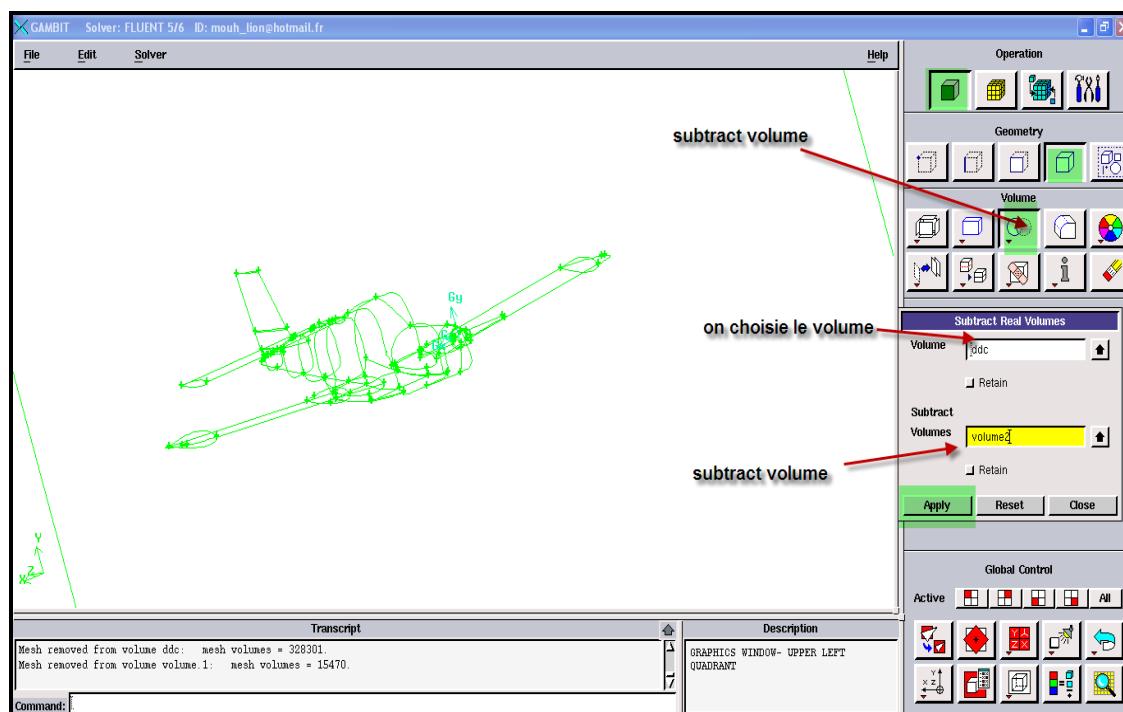 GAMBIT Solver: FLUENT 5/6 ID: mouh_lion@hotmail.fr
File Edit Solver Help
Operation
subtract volume
Geometry
Volume
Gy
on choisie le volume
Subtract Real Volumes
Volume ddc
Retain
Subtract
Volumes volume2
Retain
subtract volume
Apply Reset Close
Y
Z
X
Global Control
Active All
Transcript
Description
Mesh removed from volume ddc: mesh volumes = 328301.
Mesh removed from volume volume.1: mesh volumes = 15470.
GRAPHICS WINDOW- UPPER LEFT
QUADRANT
Command: